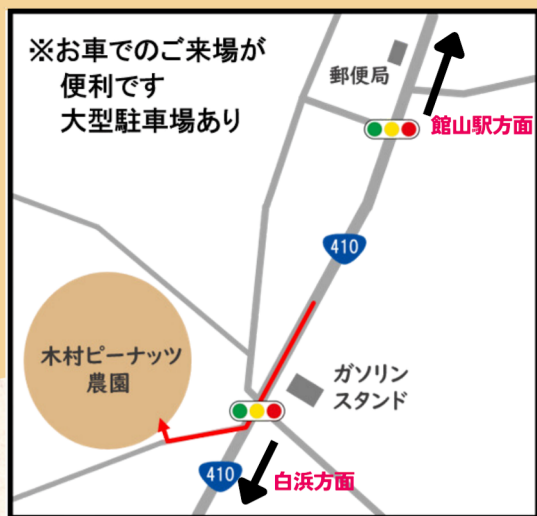 ※お車でのご来場が
便利です
大型駐車場あり
郵便局
館山駅方面
410
木村ピーナッツ
農園
ガソリン
スタンド
410
白浜方面